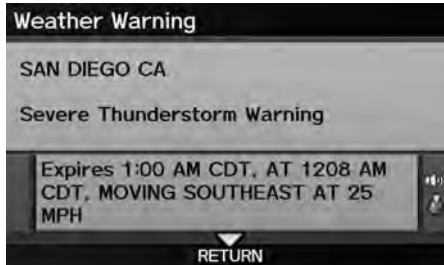 Weather Warning
SAN DIEGO CA
Severe Thunderstorm Warning
Expires 1:00 AM CDT, AT 1208 AM
CDT, MOVING SOUTHEAST AT 25
MPH
RETURN